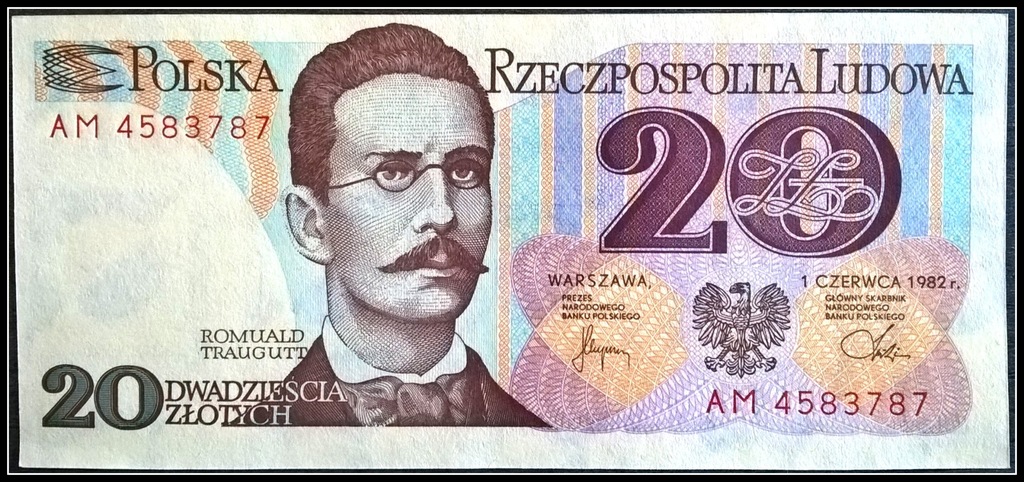 POLSKA RZECZPOSPOLITA LUDOWA
AM 4583787
20
WARSZAWA, 1 CZERWCA 1982 r.
PREZES
NARODOWEGO
BANKU POLSKIEGO
GŁÓWNY SKARBNIK
NARODOWEGO
BANKU POLSKIEGO
ROMUALD
TRAUGUTT
20 DWADZIEŚCIA
ZŁOTYCH
AM 4583787